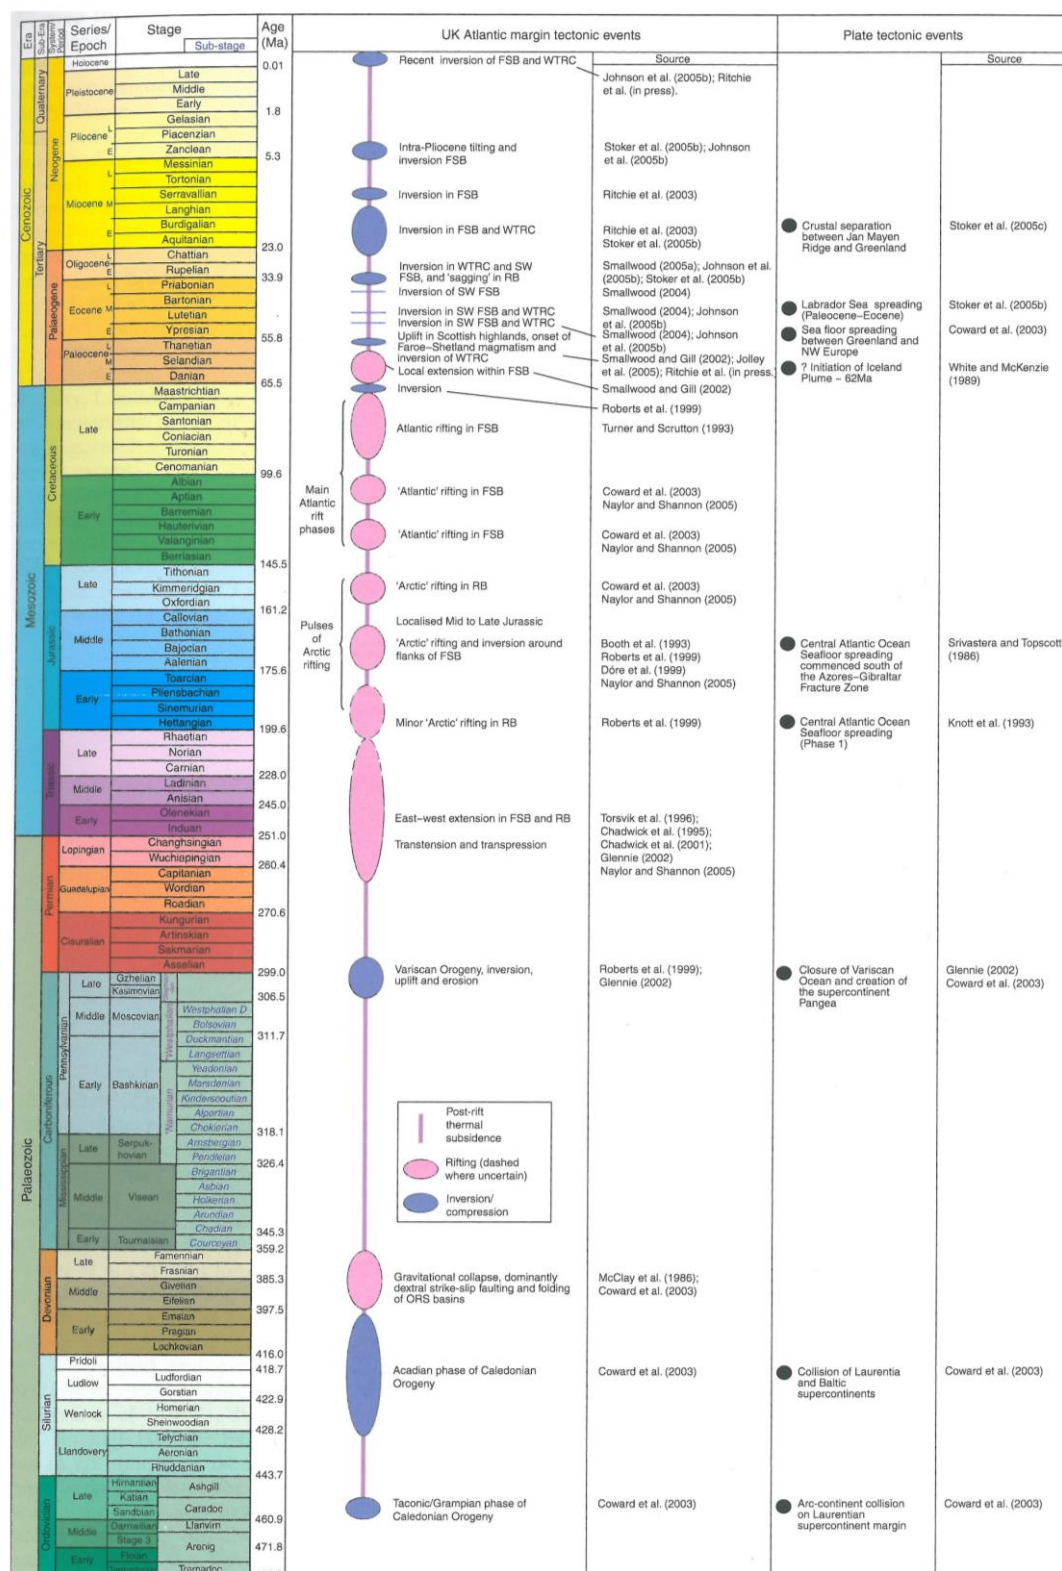 Era
Sub-Era
System/Period
Series/Epoch
Stage
Sub-stage
Age (Ma)
UK Atlantic margin tectonic events
Source
Plate tectonic events
Source
Cenozoic
Mesozoic
Palaeozoic
Quaternary
Tertiary
Neogene
Palaeogene
Cretaceous
Jurassic
Triassic
Permian
Carboniferous
Devonian
Silurian
Ordovician
Pennsylvanian
Mississippian
Holocene
0.01
Pleistocene
Late
Middle
Early
1.8
Pliocene
L
E
Gelasian
Piacenzian
Zanclean
5.3
Miocene
L
M
E
Messinian
Tortonian
Serravallian
Langhian
Burdigalian
Aquitanian
23.0
Oligocene
L
E
Chattian
Rupelian
33.9
Eocene
L
M
E
Priabonian
Bartonian
Lutetian
Ypresian
55.8
Paleocene
L
M
E
Thanetian
Selandian
Danian
65.5
Late
Maastrichtian
Campanian
Santonian
Coniacian
Turonian
Cenomanian
99.6
Early
Albian
Aptian
Barremian
Hauterivian
Valanginian
Berriasian
145.5
Late
Tithonian
Kimmeridgian
Oxfordian
161.2
Middle
Callovian
Bathonian
Bajocian
Aalenian
175.6
Early
Toarcian
Pliensbachian
Sinemurian
Hettangian
199.6
Late
Rhaetian
Norian
Carnian
228.0
Middle
Ladinian
Anisian
245.0
Early
Olenekian
Induan
251.0
Lopingian
Changhsingian
Wuchiapingian
260.4
Guadalupian
Capitanian
Wordian
Roadian
270.6
Cisuralian
Kungurian
Artinskian
Sakmarian
Asselian
299.0
Late
Gzhelian
Kasimovian
306.5
Middle
Moscovian
311.7
Early
Bashkirian
318.1
Late
Serpuk-
hovian
326.4
Middle
Visean
345.3
Early
Tournaisian
359.2
Westphalian
Namurian
Westphalian D
Bolsovian
Duckmantian
Langsettian
Yeadonian
Marsdenian
Kinderscoutian
Alportian
Chokierian
Arnsbergian
Pendleian
Brigantian
Asbian
Holkerian
Arundian
Chadian
Courceyan
Late
Famennian
Frasnian
385.3
Middle
Givetian
Eifelian
397.5
Early
Emsian
Pragian
Lochkovian
416.0
Pridoli
418.7
Ludlow
Ludfordian
Gorstian
422.9
Wenlock
Homerian
Sheinwoodian
428.2
Llandovery
Telychian
Aeronian
Rhuddanian
443.7
Late
Hirnantian
Katian
Sandbian
Ashgill
Caradoc
460.9
Middle
Darriwilian
Stage 3
Llanvirn
Arenig
471.8
Early
Floian
Tremadoc
Recent inversion of FSB and WTRC
Johnson et al. (2005b); Ritchie
et al. (in press).
Intra-Pliocene tilting and
inversion FSB
Stoker et al. (2005b); Johnson
et al. (2005b)
Inversion in FSB
Ritchie et al. (2003)
Inversion in FSB and WTRC
Ritchie et al. (2003)
Stoker et al. (2005b)
Inversion in WTRC and SW
FSB, and 'sagging' in RB
Smallwood (2005a); Johnson et al.
(2005b); Stoker et al. (2005b)
Inversion of SW FSB
Smallwood (2004)
Inversion in SW FSB and WTRC
Smallwood (2004); Johnson
et al. (2005b)
Inversion in SW FSB and WTRC
Smallwood (2004); Johnson
et al. (2005b)
Uplift in Scottish highlands, onset of
Faroe–Shetland magmatism and
inversion of WTRC
Smallwood and Gill (2002); Jolley
et al. (2005); Ritchie et al. (in press.)
Local extension within FSB
Smallwood and Gill (2002)
Inversion
Roberts et al. (1999)
Main
Atlantic
rift
phases
Atlantic rifting in FSB
Turner and Scrutton (1993)
'Atlantic' rifting in FSB
Coward et al. (2003)
Naylor and Shannon (2005)
'Atlantic' rifting in FSB
Coward et al. (2003)
Naylor and Shannon (2005)
Pulses
of
Arctic
rifting
'Arctic' rifting in RB
Coward et al. (2003)
Naylor and Shannon (2005)
Localised Mid to Late Jurassic
'Arctic' rifting and inversion around
flanks of FSB
Booth et al. (1993)
Roberts et al. (1999)
Dóre et al. (1999)
Naylor and Shannon (2005)
Minor 'Arctic' rifting in RB
Roberts et al. (1999)
East–west extension in FSB and RB
Transtension and transpression
Torsvik et al. (1996);
Chadwick et al. (1995);
Chadwick et al. (2001);
Glennie (2002)
Naylor and Shannon (2005)
Variscan Orogeny, inversion,
uplift and erosion
Roberts et al. (1999);
Glennie (2002)
Post-rift
thermal
subsidence
Rifting (dashed
where uncertain)
Inversion/
compression
Gravitational collapse, dominantly
dextral strike-slip faulting and folding
of ORS basins
McClay et al. (1986);
Coward et al. (2003)
Acadian phase of Caledonian
Orogeny
Coward et al. (2003)
Taconic/Grampian phase of
Caledonian Orogeny
Coward et al. (2003)
Crustal separation
between Jan Mayen
Ridge and Greenland
Stoker et al. (2005c)
Labrador Sea spreading
(Paleocene–Eocene)
Stoker et al. (2005b)
Sea floor spreading
between Greenland and
NW Europe
Coward et al. (2003)
? Initiation of Iceland
Plume ~ 62Ma
White and McKenzie
(1989)
Central Atlantic Ocean
Seafloor spreading
commenced south of
the Azores–Gibraltar
Fracture Zone
Srivastera and Topscott
(1986)
Central Atlantic Ocean
Seafloor spreading
(Phase 1)
Knott et al. (1993)
Closure of Variscan
Ocean and creation of
the supercontinent
Pangea
Glennie (2002)
Coward et al. (2003)
Collision of Laurentia
and Baltic
supercontinents
Coward et al. (2003)
Arc-continent collision
on Laurentian
supercontinent margin
Coward et al. (2003)